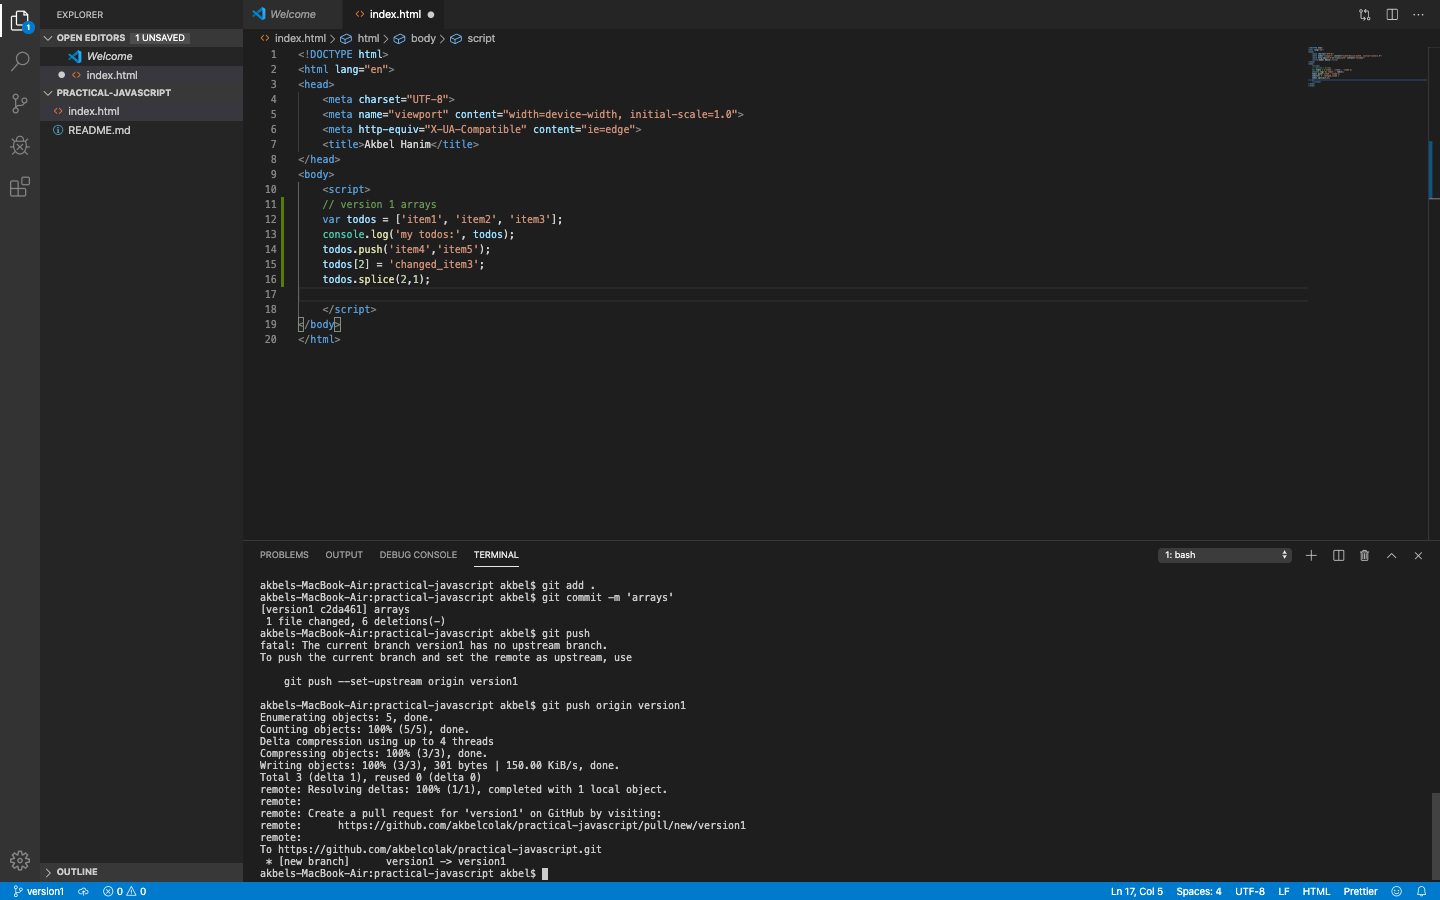 EXPLORER
OPEN EDITORS 1 UNSAVED
Welcome
index.html
PRACTICAL-JAVASCRIPT
index.html
README.md
OUTLINE
1
Welcome
index.html
index.html > html > body > script
1 <!DOCTYPE html>
2 <html lang="en">
3 <head>
4 <meta charset="UTF-8">
5 <meta name="viewport" content="width=device-width, initial-scale=1.0">
6 <meta http-equiv="X-UA-Compatible" content="ie=edge">
7 <title>Akbel Hanim</title>
8 </head>
9 <body>
10 <script>
11 // version 1 arrays
12 var todos = ['item1', 'item2', 'item3'];
13 console.log('my todos:', todos);
14 todos.push('item4','item5');
15 todos[2] = 'changed_item3';
16 todos.splice(2,1);
17
18 </script>
19 </body>
20 </html>
PROBLEMS OUTPUT DEBUG CONSOLE TERMINAL
1: bash
akbels-MacBook-Air:practical-javascript akbel$ git add .
akbels-MacBook-Air:practical-javascript akbel$ git commit -m 'arrays'
[version1 c2da461] arrays
1 file changed, 6 deletions(-)
akbels-MacBook-Air:practical-javascript akbel$ git push
fatal: The current branch version1 has no upstream branch.
To push the current branch and set the remote as upstream, use
git push --set-upstream origin version1
akbels-MacBook-Air:practical-javascript akbel$ git push origin version1
Enumerating objects: 5, done.
Counting objects: 100% (5/5), done.
Delta compression using up to 4 threads
Compressing objects: 100% (3/3), done.
Writing objects: 100% (3/3), 301 bytes | 150.00 KiB/s, done.
Total 3 (delta 1), reused 0 (delta 0)
remote: Resolving deltas: 100% (1/1), completed with 1 local object.
remote:
remote: Create a pull request for 'version1' on GitHub by visiting:
remote:      https://github.com/akbelcolak/practical-javascript/pull/new/version1
remote:
To https://github.com/akbelcolak/practical-javascript.git
* [new branch]      version1 -> version1
akbels-MacBook-Air:practical-javascript akbel$
version1 0 0 Ln 17, Col 5 Spaces: 4 UTF-8 LF HTML Prettier